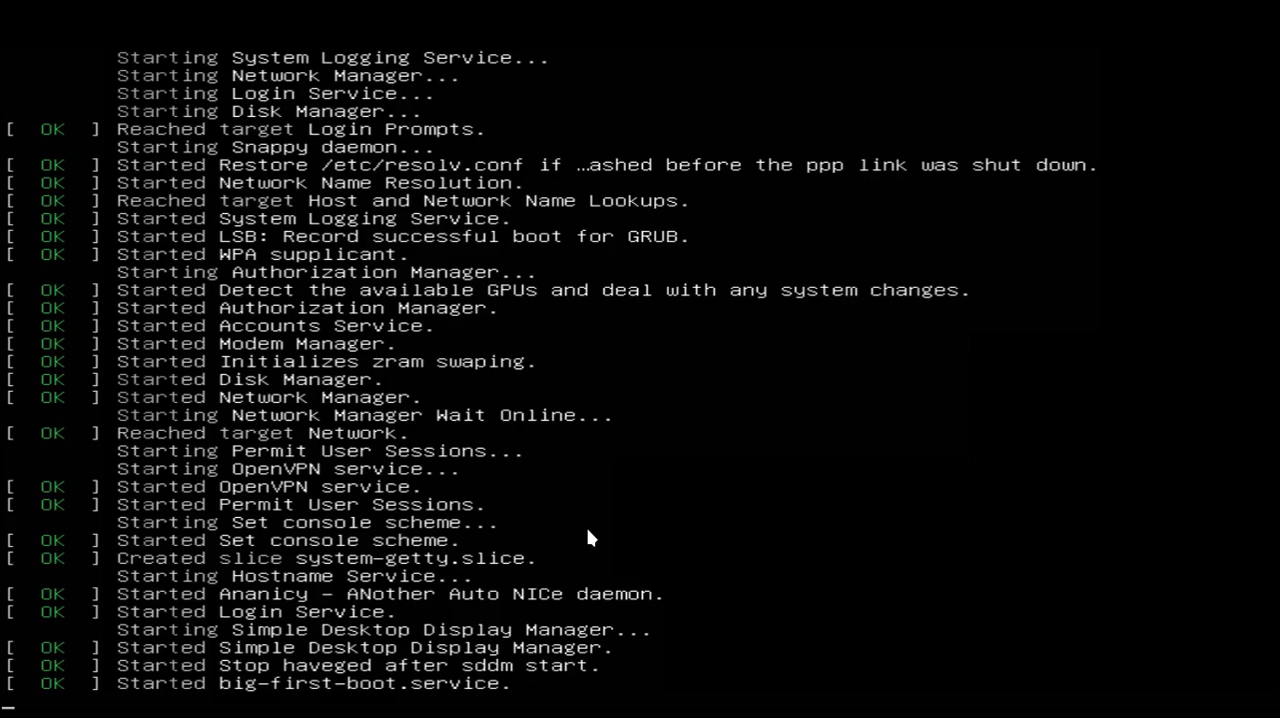 Starting System Logging Service...
Starting Network Manager...
Starting Login Service...
Starting Disk Manager...
[ OK ] Reached target Login Prompts.
Starting Snappy daemon...
[ OK ] Started Restore /etc/resolv.conf if …ashed before the ppp link was shut down.
[ OK ] Started Network Name Resolution.
[ OK ] Reached target Host and Network Name Lookups.
[ OK ] Started System Logging Service.
[ OK ] Started LSB: Record successful boot for GRUB.
[ OK ] Started WPA supplicant.
Starting Authorization Manager...
[ OK ] Started Detect the available GPUs and deal with any system changes.
[ OK ] Started Authorization Manager.
[ OK ] Started Accounts Service.
[ OK ] Started Modem Manager.
[ OK ] Started Initializes zram swaping.
[ OK ] Started Disk Manager.
[ OK ] Started Network Manager.
Starting Network Manager Wait Online...
[ OK ] Reached target Network.
Starting Permit User Sessions...
Starting OpenVPN service...
[ OK ] Started OpenVPN service.
[ OK ] Started Permit User Sessions.
Starting Set console scheme...
[ OK ] Started Set console scheme.
[ OK ] Created slice system-getty.slice.
Starting Hostname Service...
[ OK ] Started Ananicy - ANother Auto NICe daemon.
[ OK ] Started Login Service.
Starting Simple Desktop Display Manager...
[ OK ] Started Simple Desktop Display Manager.
[ OK ] Started Stop haveged after sddm start.
[ OK ] Started big-first-boot.service.